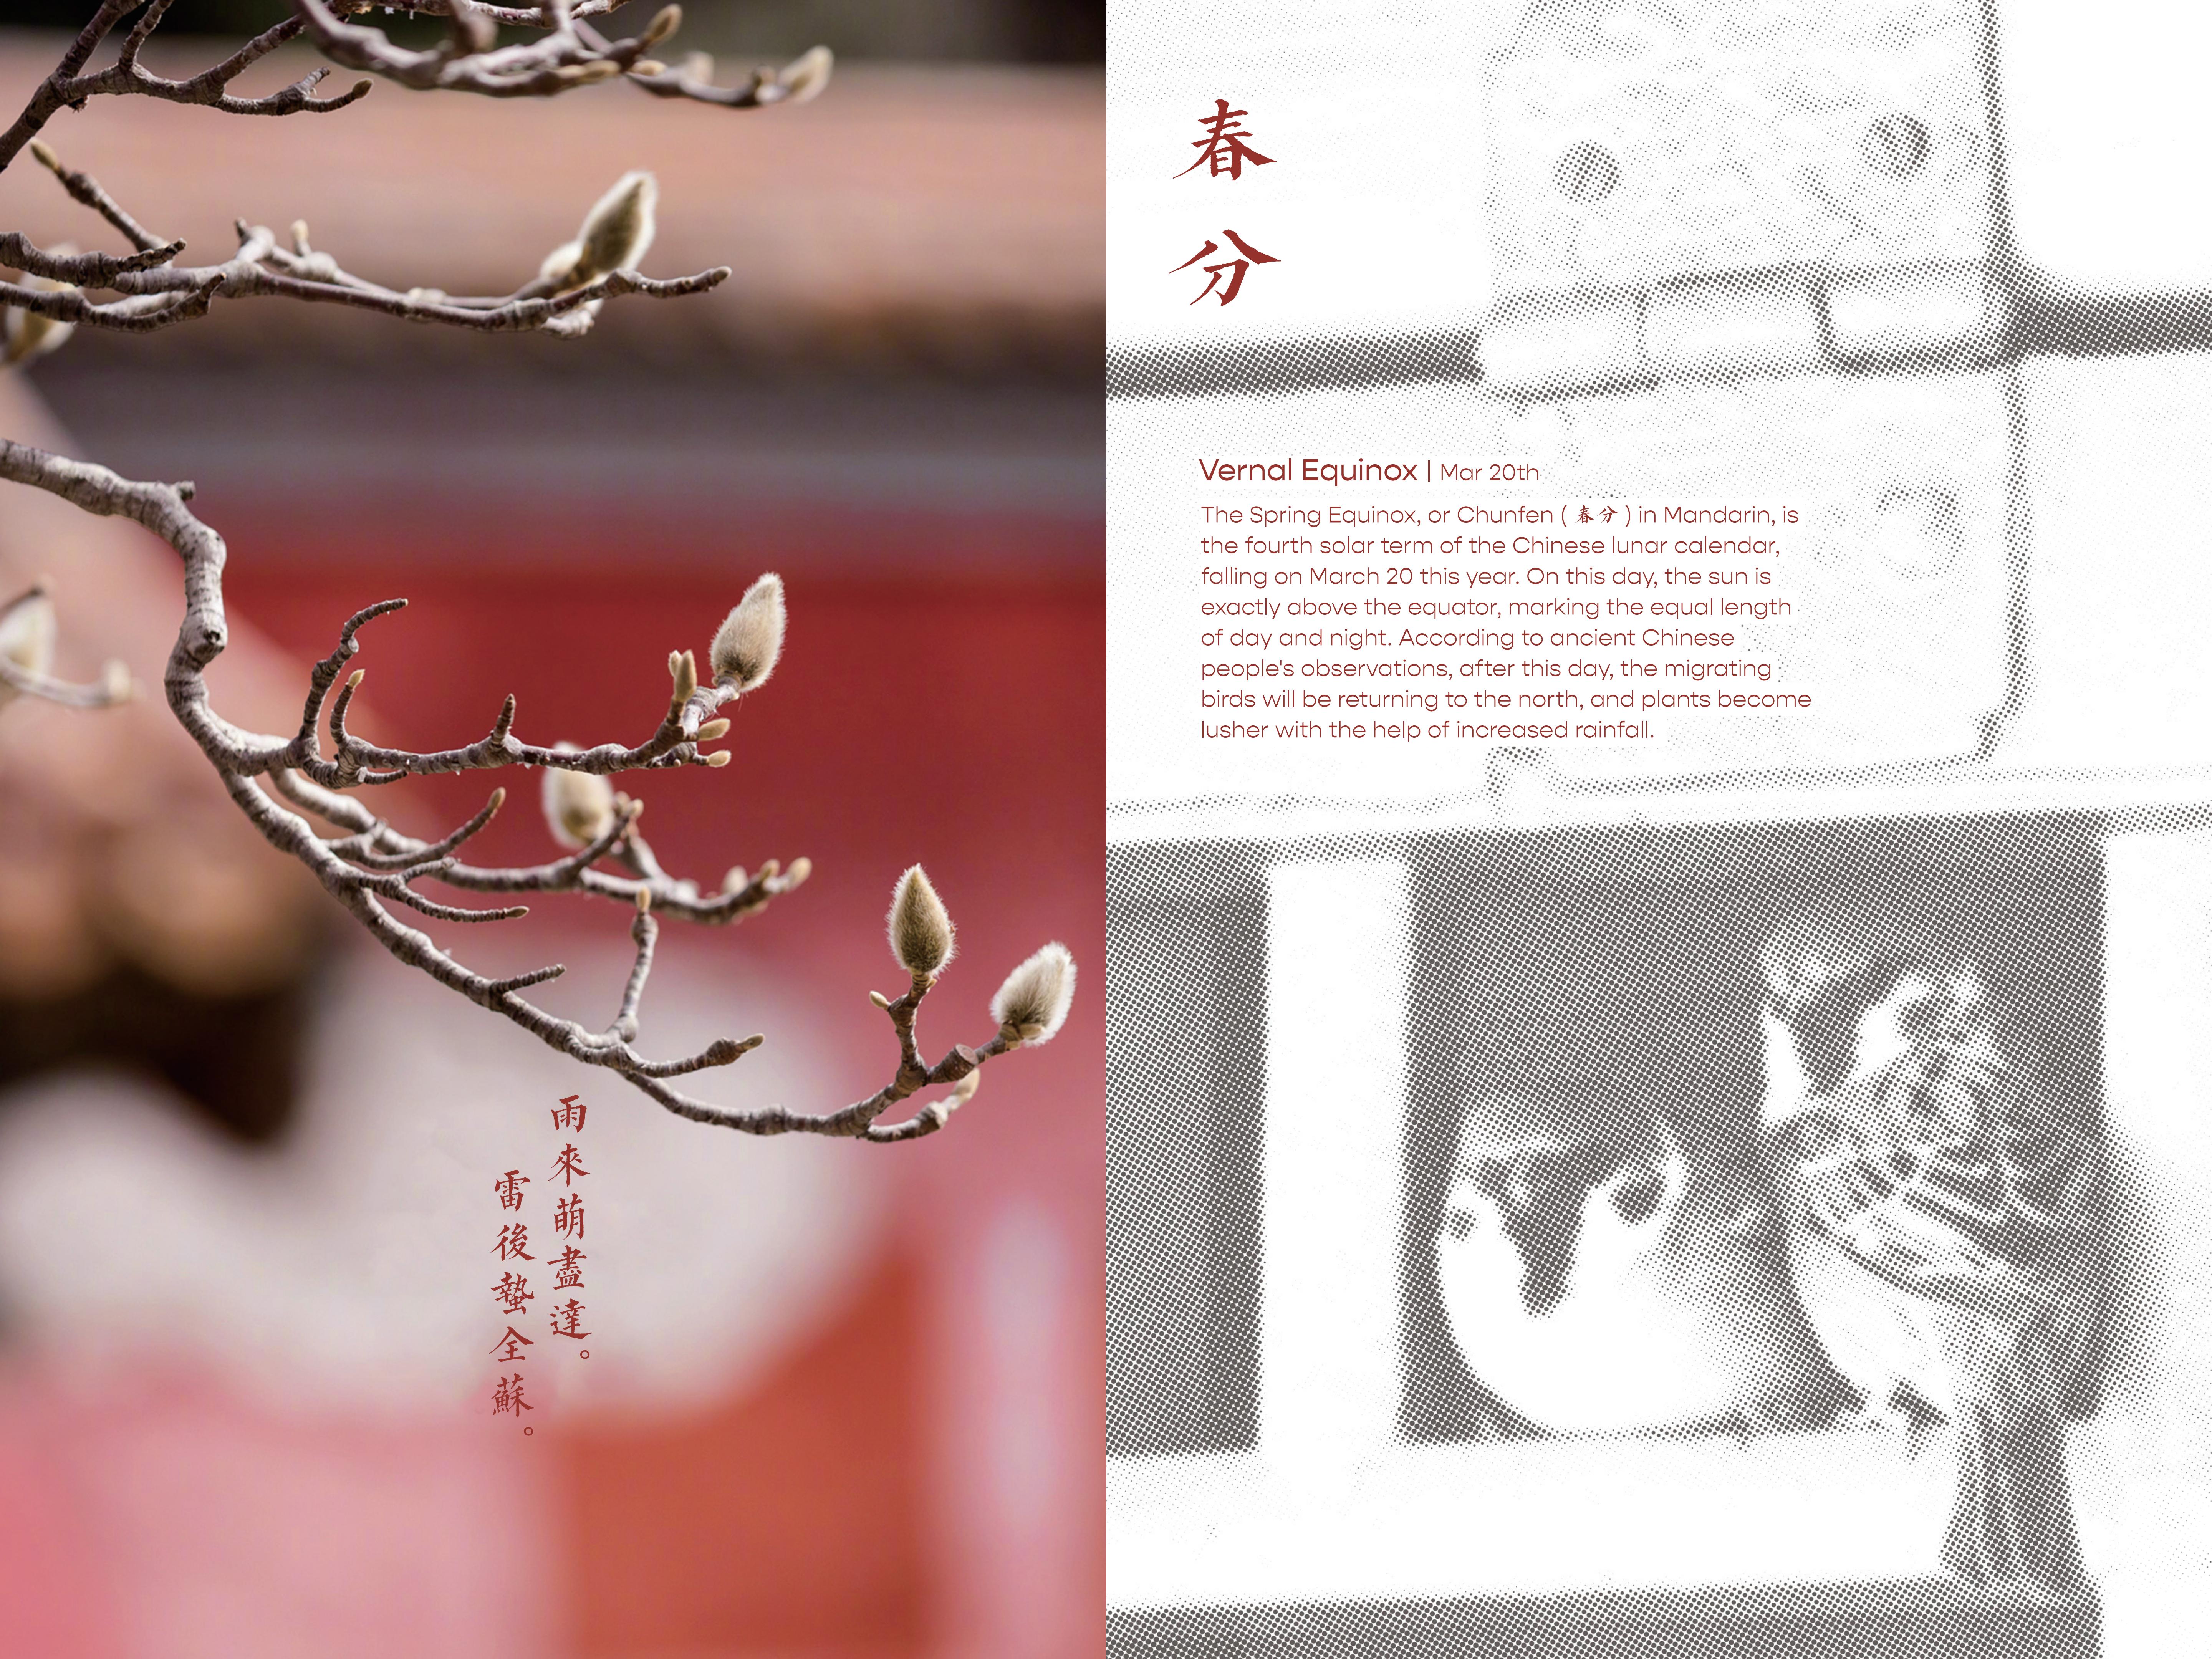 雨來萌盡達。
雷後蟄全蘇。
春分
Vernal Equinox | Mar 20th
The Spring Equinox, or Chunfen ( 春分 ) in Mandarin, is
the fourth solar term of the Chinese lunar calendar,
falling on March 20 this year. On this day, the sun is
exactly above the equator, marking the equal length
of day and night. According to ancient Chinese
people's observations, after this day, the migrating
birds will be returning to the north, and plants become
lusher with the help of increased rainfall.